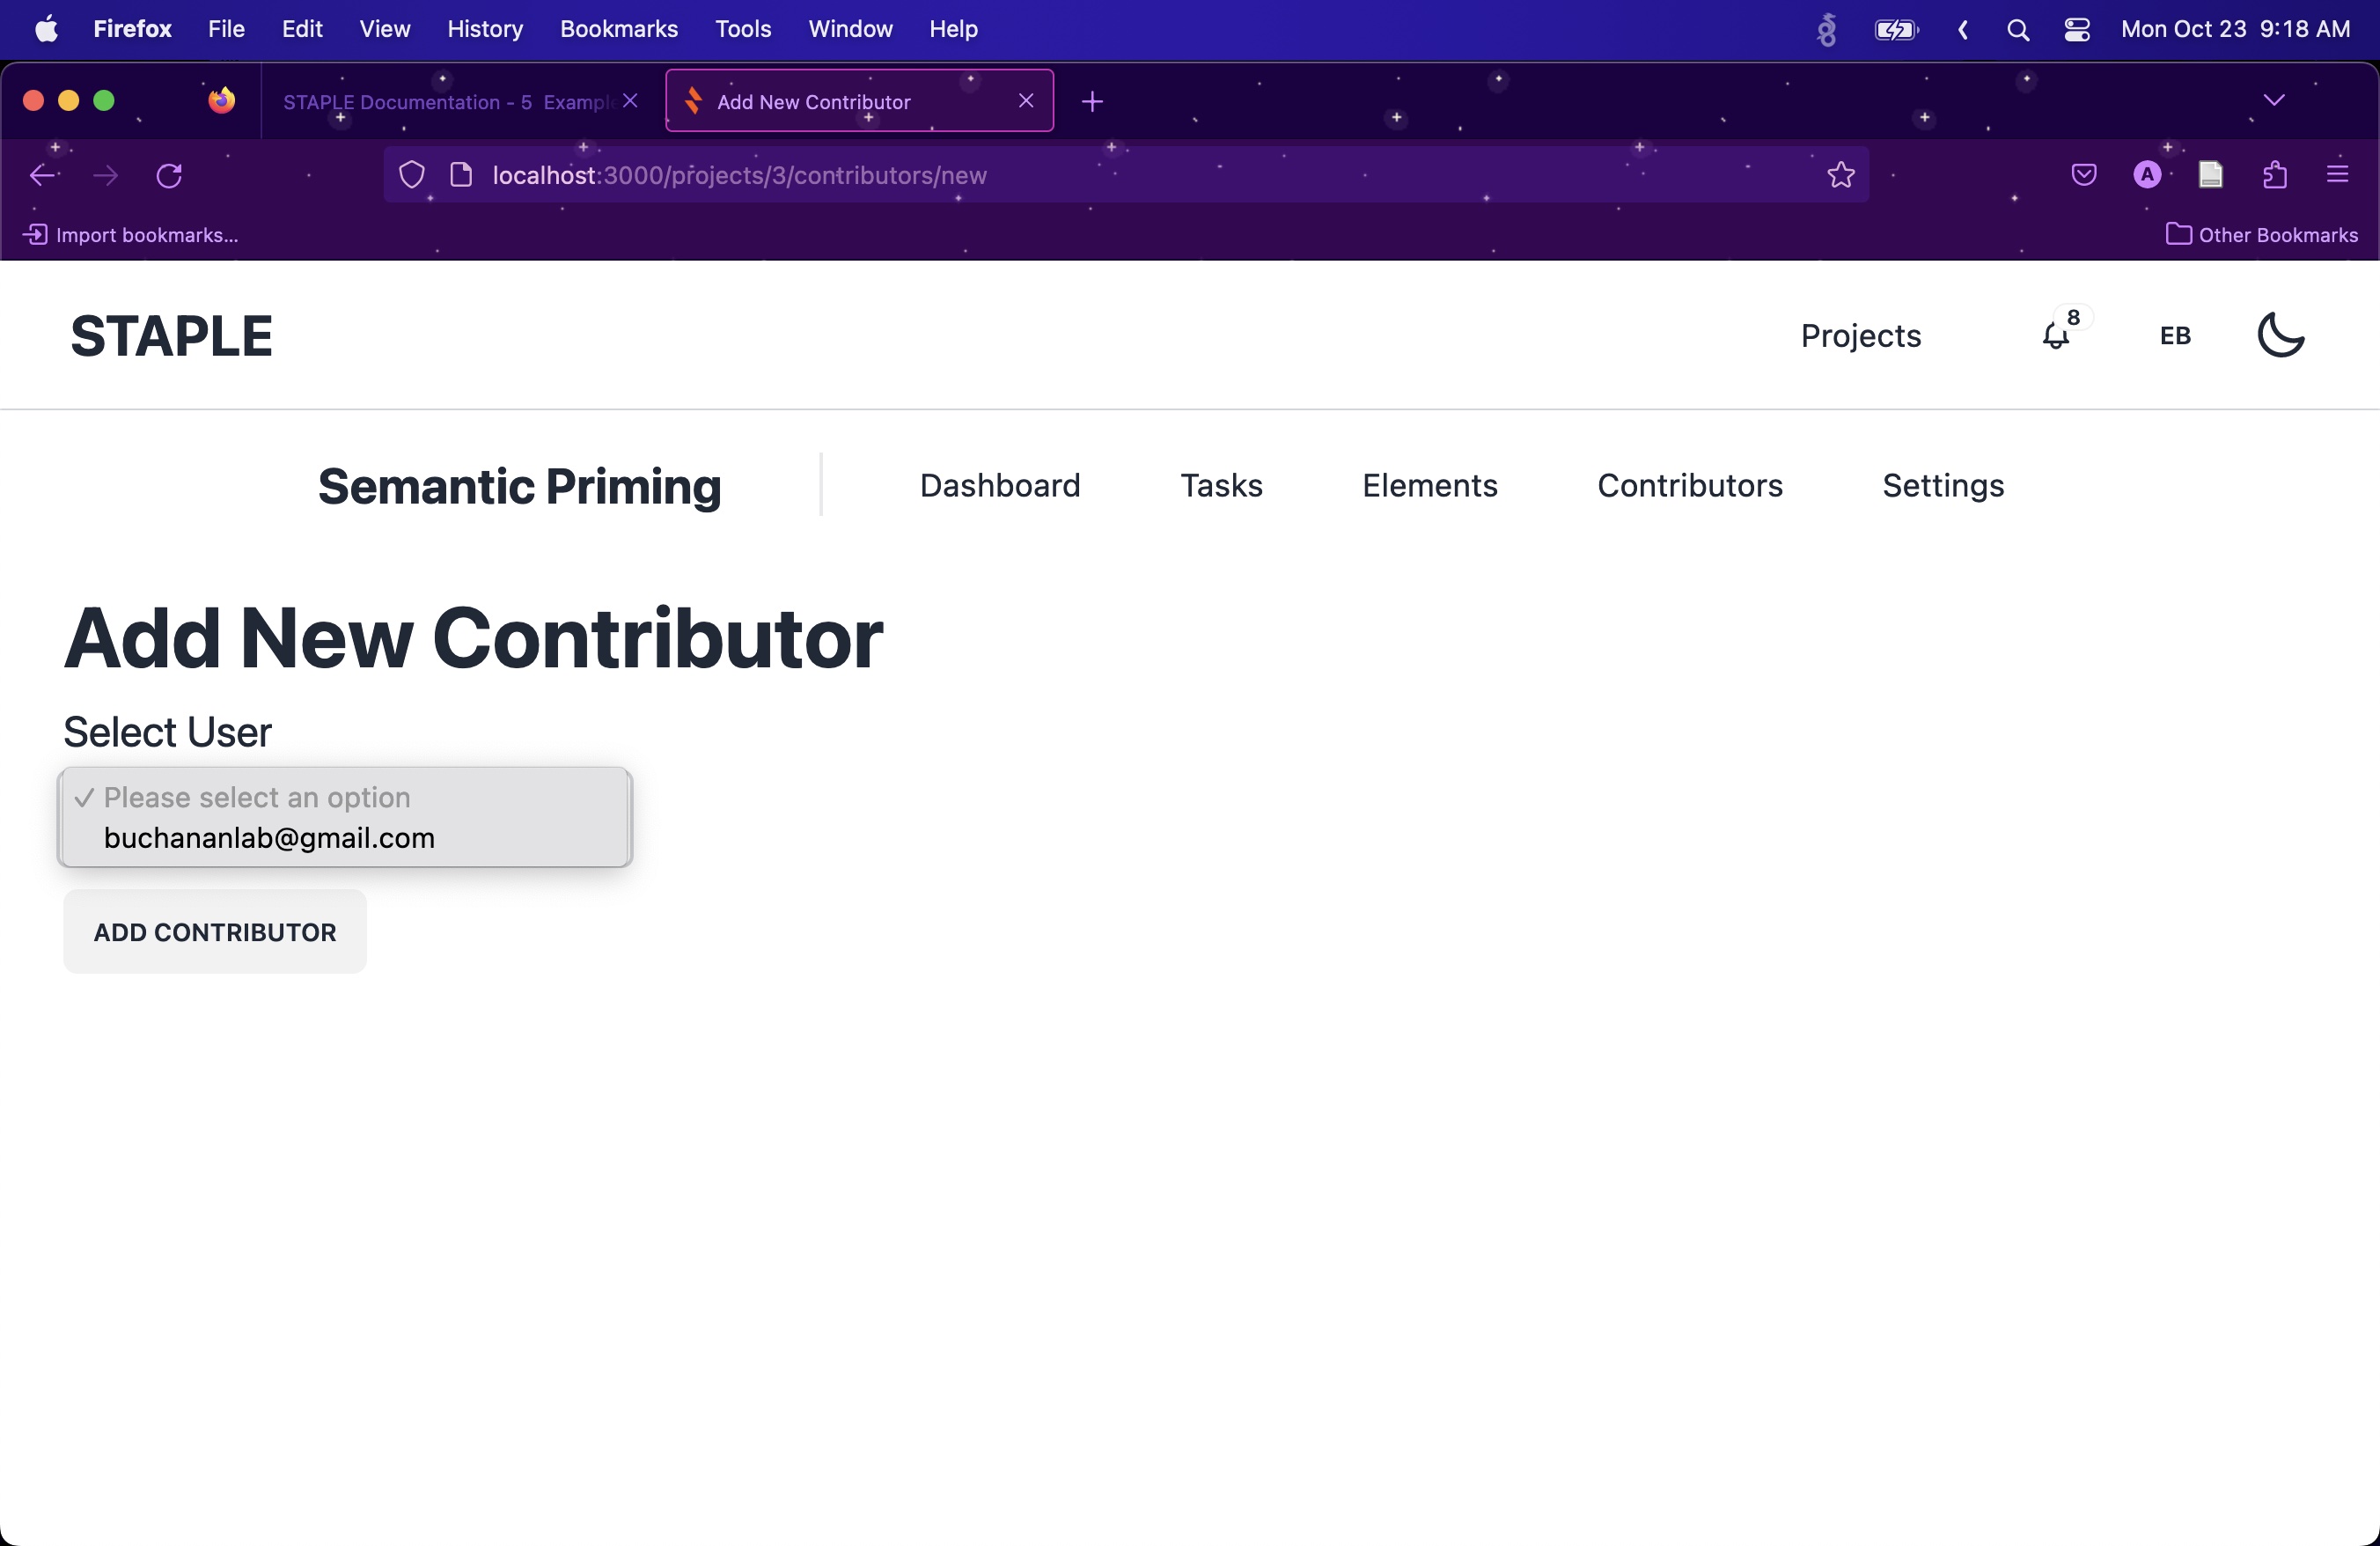 Firefox File Edit View History Bookmarks Tools Window Help Mon Oct 23 9:18 AM
STAPLE Documentation - 5 Add New Contributor
localhost:3000/projects/3/contributors/new A
Import bookmarks... Other Bookmarks
STAPLE Projects 8 EB
Semantic Priming Dashboard Tasks Elements Contributors Settings
Add New Contributor
Select User
Please select an option
buchananlab@gmail.com
ADD CONTRIBUTOR